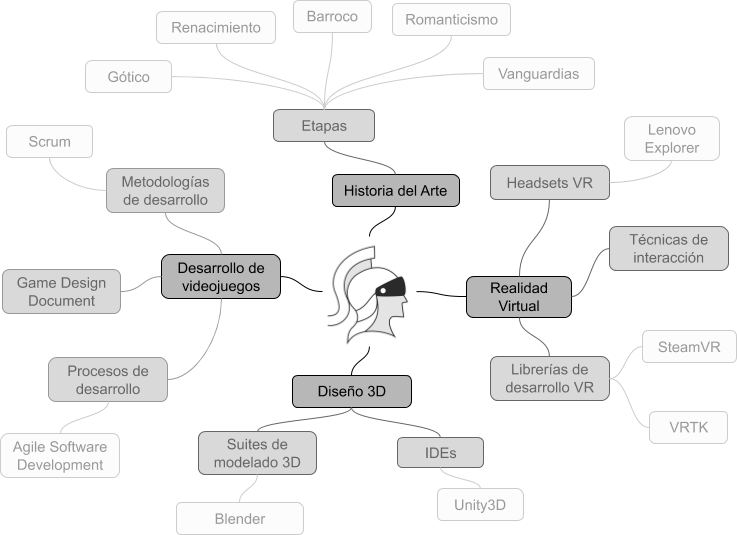 Barroco
Romanticismo
Renacimiento
Gótico
Vanguardias
Etapas
Historia del Arte
Scrum
Metodologías
de desarrollo
Desarrollo de
videojuegos
Game Design
Document
Procesos de
desarrollo
Agile Software
Development
Lenovo
Explorer
Headsets VR
Técnicas de
interacción
Realidad
Virtual
Librerías de
desarrollo VR
SteamVR
VRTK
Diseño 3D
Suites de
modelado 3D
Blender
IDEs
Unity3D